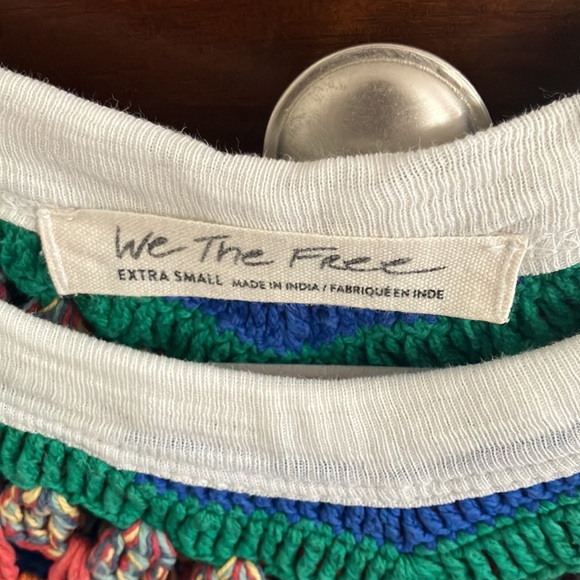 We The Free
EXTRA SMALL MADE IN INDIA / FABRIQUÉ EN INDE